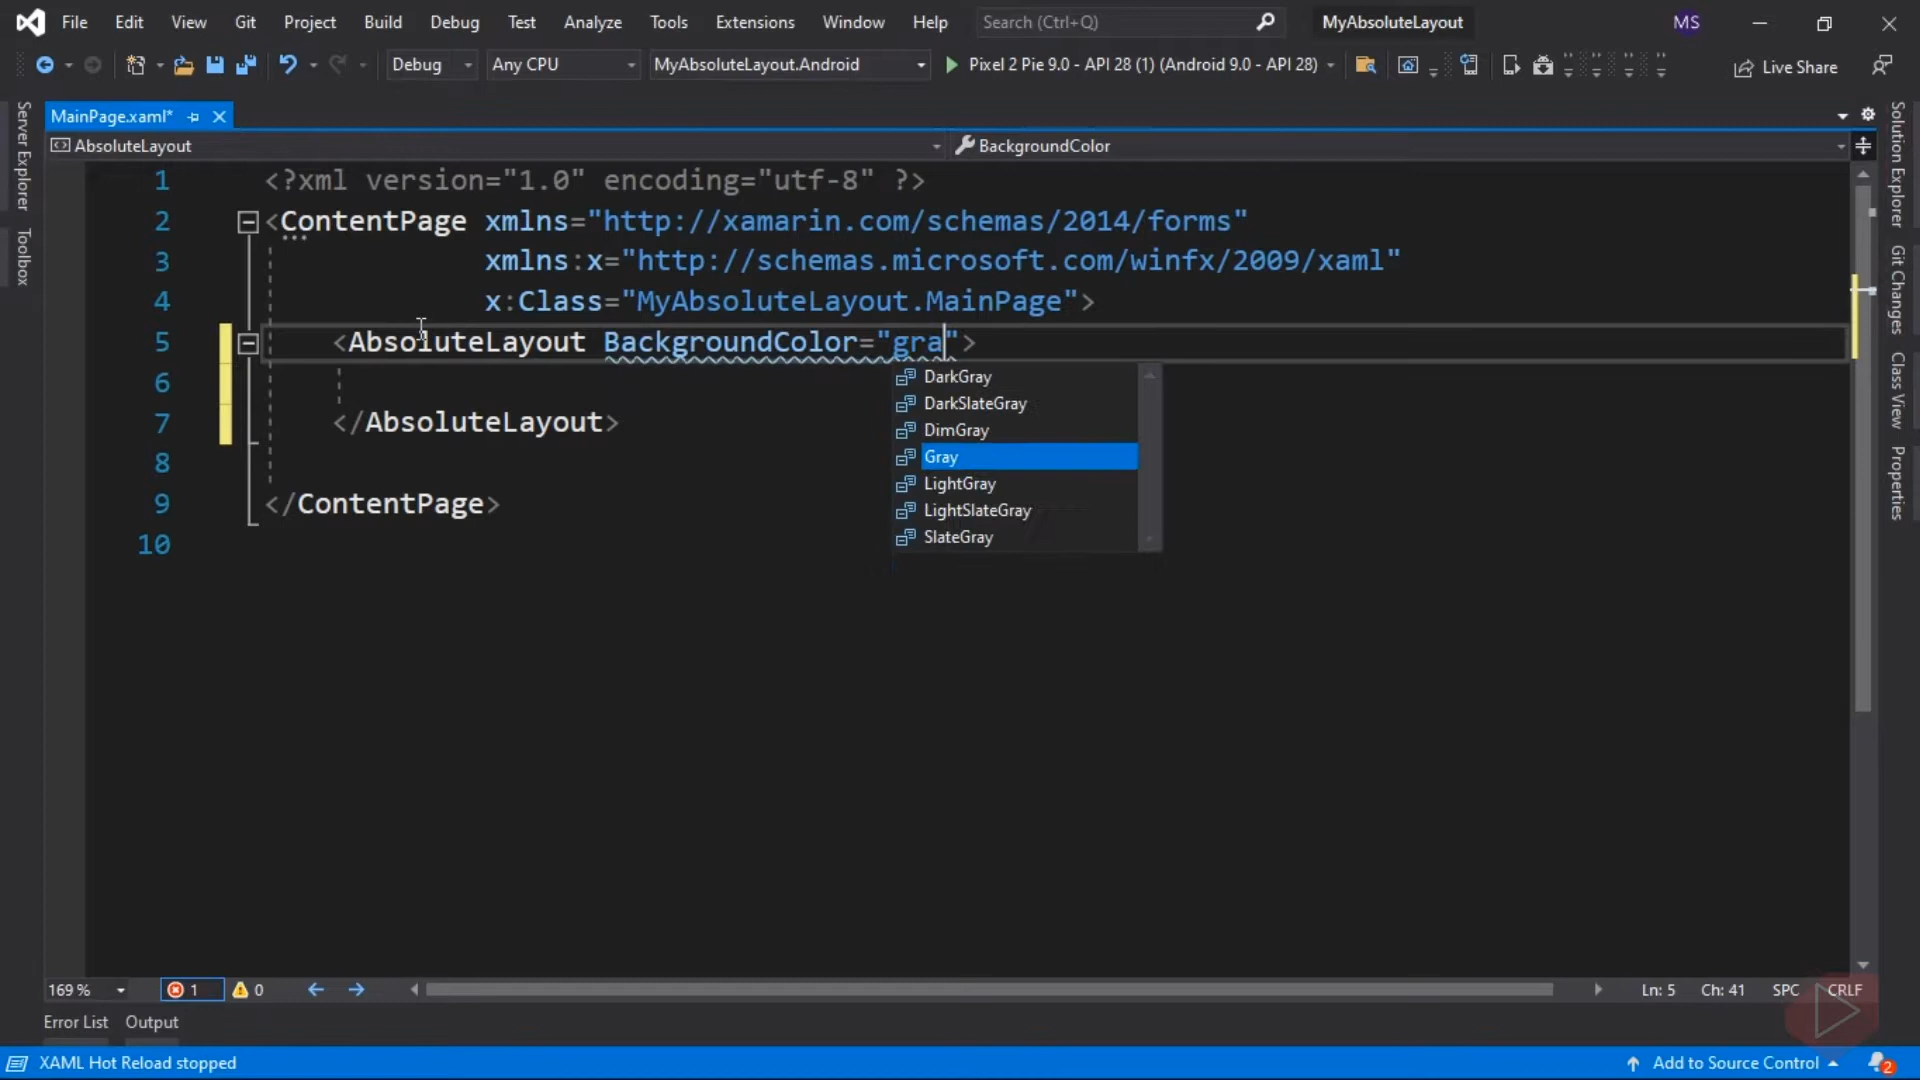 File Edit View Git Project Build Debug Test Analyze Tools Extensions Window Help Search (Ctrl+Q) MyAbsoluteLayout MS
Debug Any CPU MyAbsoluteLayout.Android Pixel 2 Pie 9.0 - API 28 (1) (Android 9.0 - API 28) Live Share
MainPage.xaml*
AbsoluteLayout BackgroundColor
Server Explorer
Toolbox
Solution Explorer
Git Changes
Class View
Properties
1 <?xml version="1.0" encoding="utf-8" ?>
2 <ContentPage xmlns="http://xamarin.com/schemas/2014/forms"
3 xmlns:x="http://schemas.microsoft.com/winfx/2009/xaml"
4 x:Class="MyAbsoluteLayout.MainPage">
5 <AbsoluteLayout BackgroundColor="gra">
6
7 </AbsoluteLayout>
8
9 </ContentPage>
10
DarkGray
DarkSlateGray
DimGray
Gray
LightGray
LightSlateGray
SlateGray
169 % 1 0 Ln: 5 Ch: 41 SPC CRLF
Error List Output
XAML Hot Reload stopped Add to Source Control 2